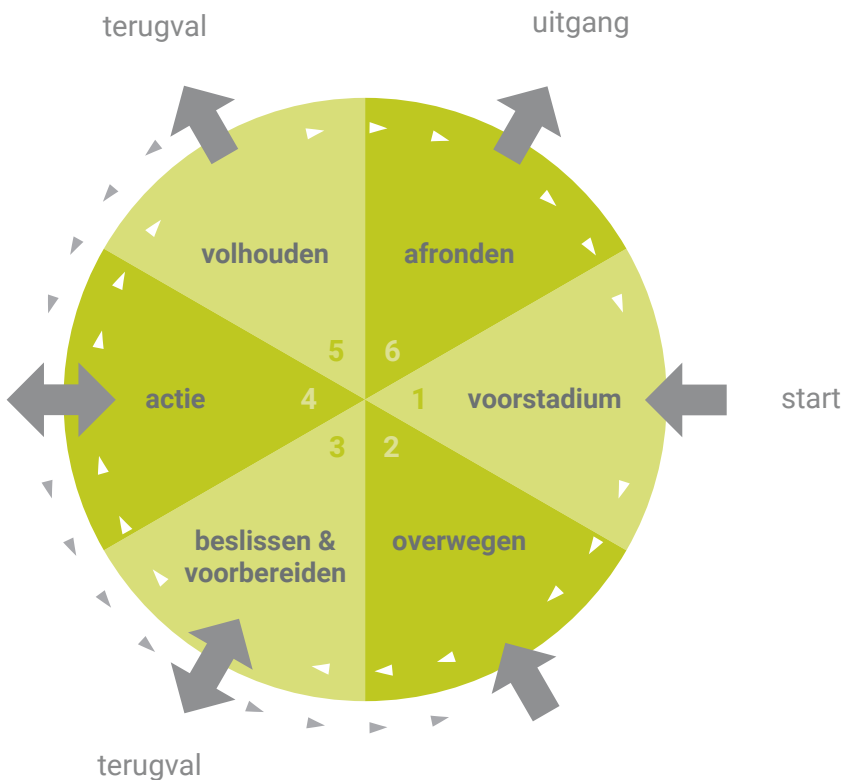 terugval
uitgang
volhouden
afronden
5
6
actie
4
1
voorstadium
start
3
2
beslissen &
voorbereiden
overwegen
terugval